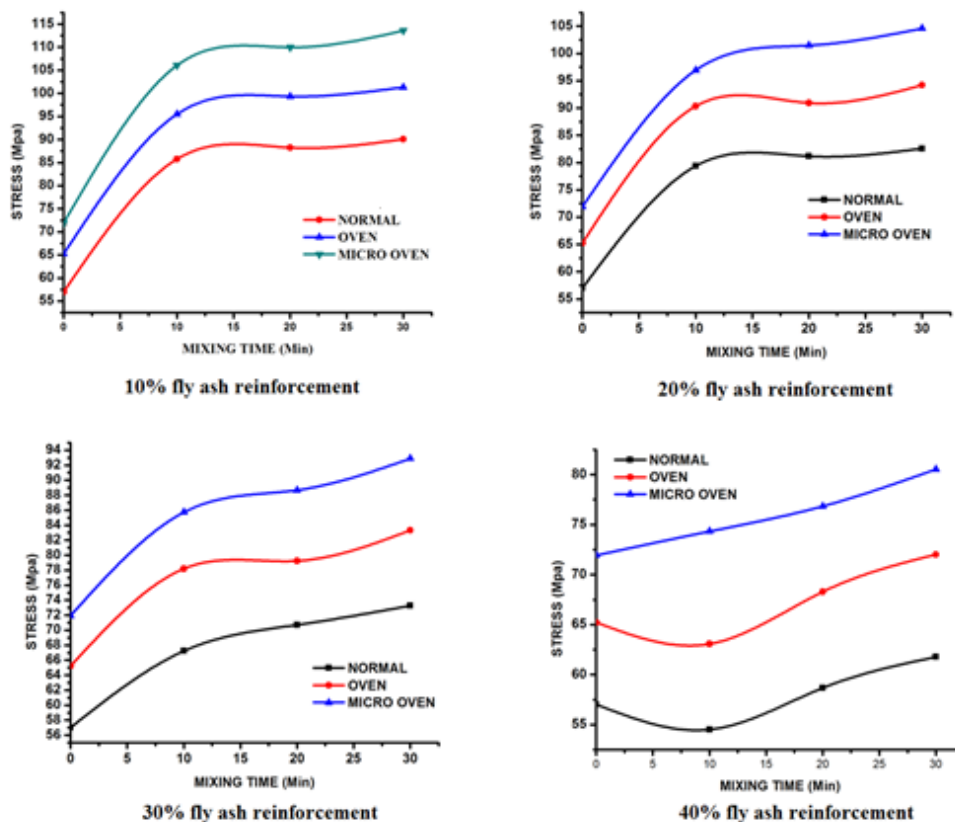 115
110
105
100
95
90
85
80
75
70
65
60
55
STRESS (Mpa)
NORMAL
OVEN
MICRO OVEN
0 5 10 15 20 25 30
MIXING TIME (Min)
10% fly ash reinforcement
105
100
95
90
85
80
75
70
65
60
55
STRESS (Mpa)
NORMAL
OVEN
MICRO OVEN
0 5 10 15 20 25 30
MIXING TIME (Min)
20% fly ash reinforcement
94
92
90
88
86
84
82
80
78
76
74
72
70
68
66
64
62
60
58
56
STRESS (Mpa)
NORMAL
OVEN
MICRO OVEN
0 5 10 15 20 25 30
MIXING TIME (Min)
30% fly ash reinforcement
NORMAL
OVEN
MICRO OVEN
80
75
70
65
60
55
STRESS (Mpa)
0 5 10 15 20 25 30
MIXING TIME (Min)
40% fly ash reinforcement